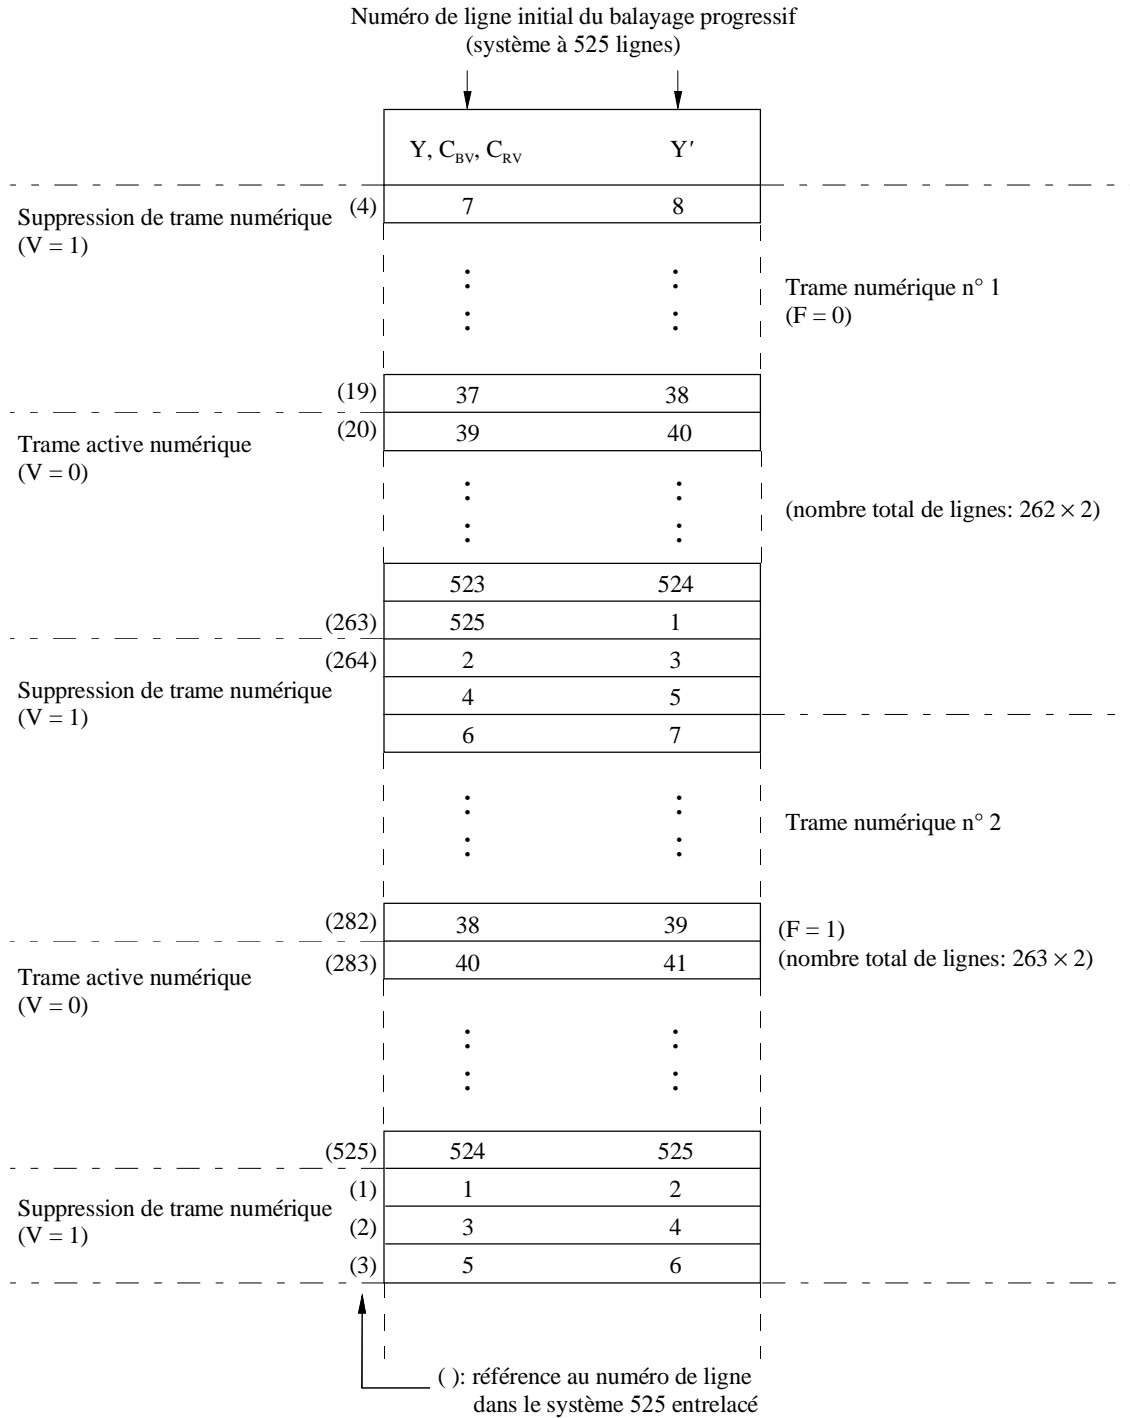 Numéro de ligne initial du balayage progressif
(système à 525 lignes)
Y, C_BV, C_RV Y′
Suppression de trame numérique
(V = 1)
(4) 7 8
Trame numérique n° 1
(F = 0)
(19) 37 38
(20) 39 40
Trame active numérique
(V = 0)
(nombre total de lignes: 262 × 2)
523 524
(263) 525 1
(264) 2 3
Suppression de trame numérique
(V = 1)
4 5
6 7
Trame numérique n° 2
(282) 38 39
(F = 1)
(nombre total de lignes: 263 × 2)
(283) 40 41
Trame active numérique
(V = 0)
(525) 524 525
(1) 1 2
Suppression de trame numérique
(V = 1)
(2) 3 4
(3) 5 6
( ): référence au numéro de ligne
dans le système 525 entrelacé